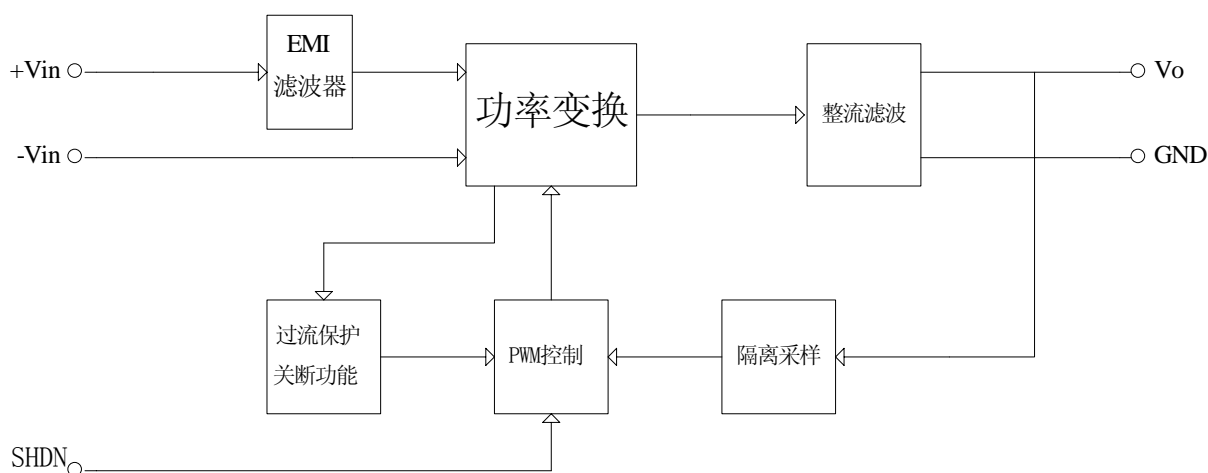 EMI
滤波器
+Vin
功率变换
整流滤波
Vo
-Vin
GND
过流保护
关断功能
PWM控制
隔离采样
SHDN